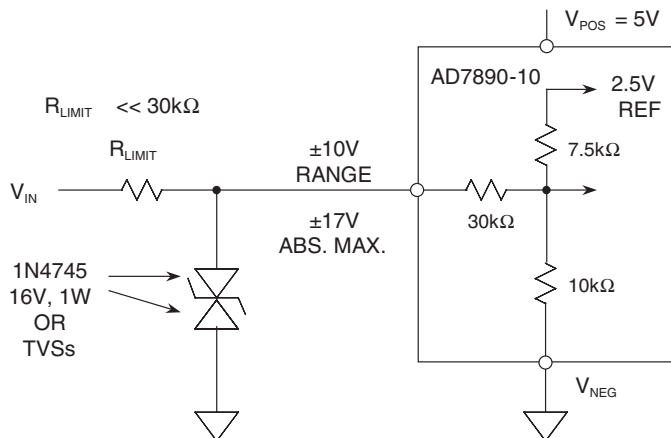 V_POS = 5V
AD7890-10
2.5V
REF
R_LIMIT << 30kΩ
R_LIMIT
±10V
RANGE
7.5kΩ
V_IN
30kΩ
±17V
ABS. MAX.
1N4745
16V, 1W
OR
TVSs
10kΩ
V_NEG